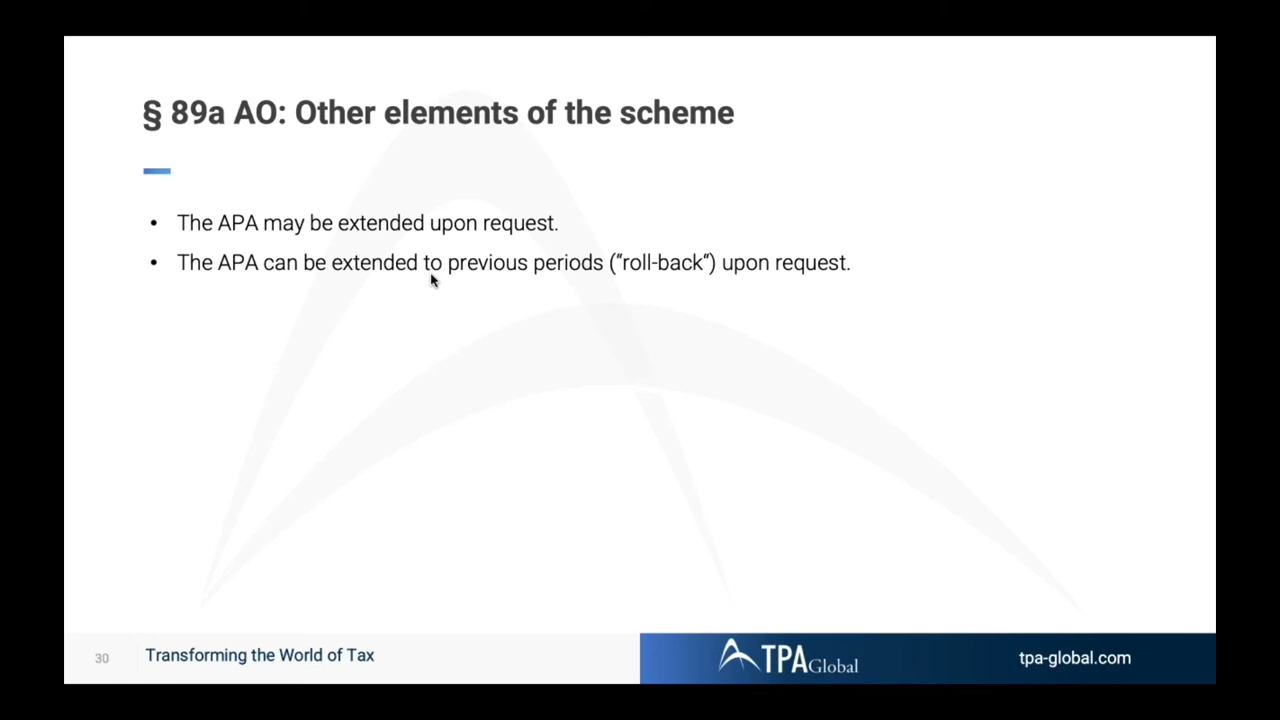 § 89a AO: Other elements of the scheme
• The APA may be extended upon request.
• The APA can be extended to previous periods (“roll-back“) upon request.
30
Transforming the World of Tax
TPA Global
tpa-global.com